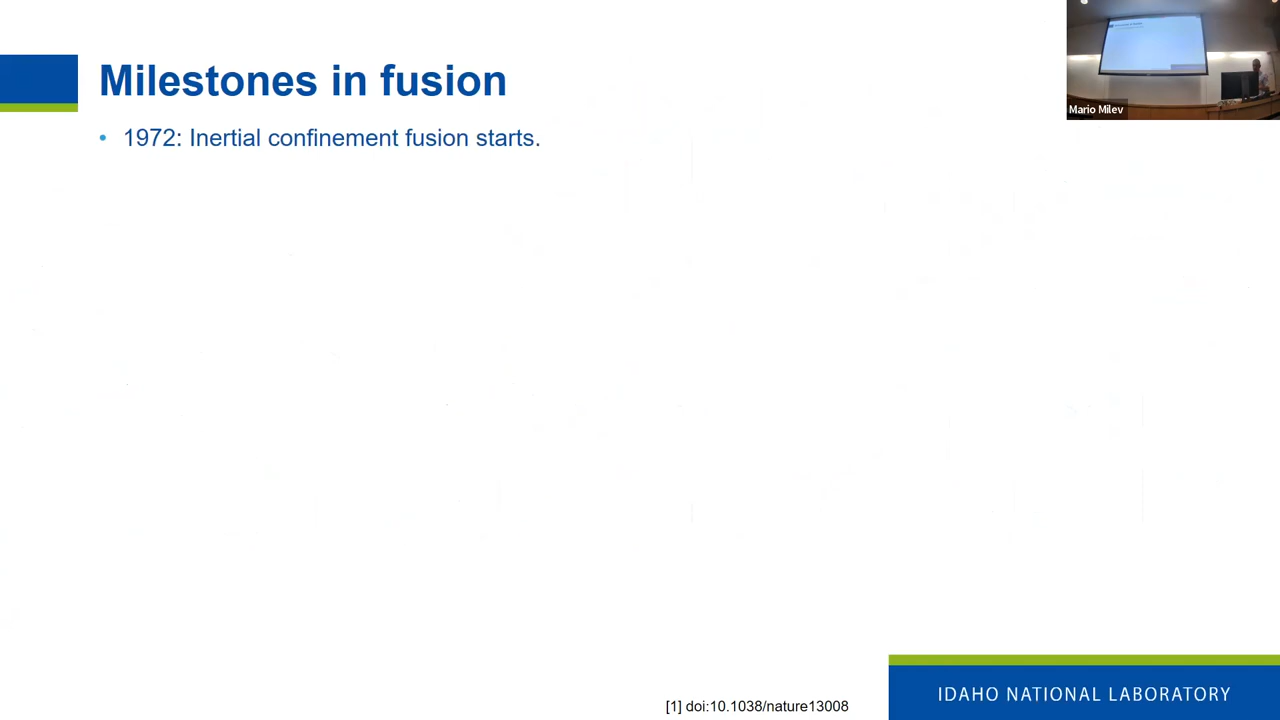 Milestones in fusion
• 1972: Inertial confinement fusion starts.
Mario Milev
[1] doi:10.1038/nature13008
IDAHO NATIONAL LABORATORY